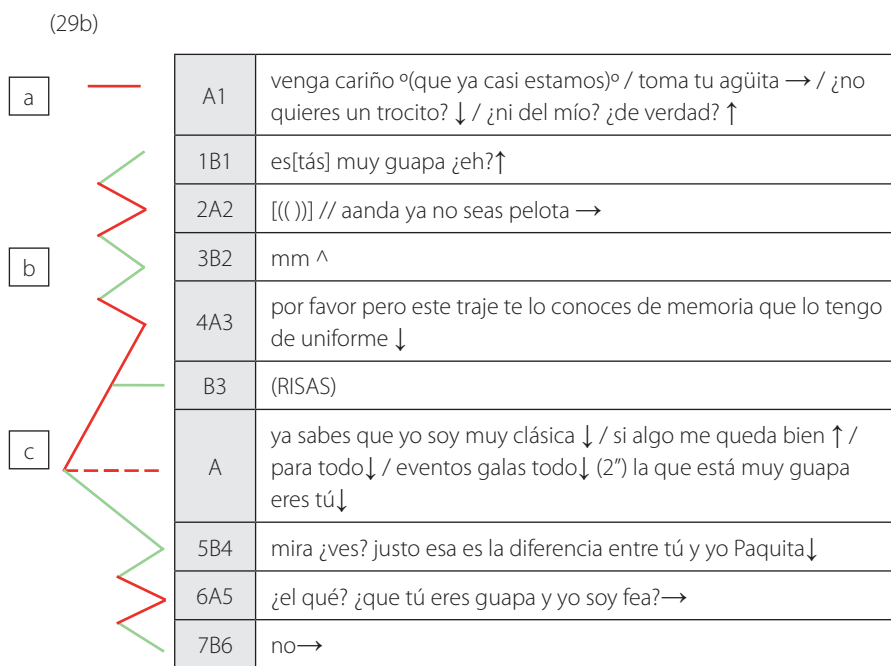 (29b)
a
A1
venga cariño º(que ya casi estamos)º / toma tu agüita → / ¿no
quieres un trocito? ↓ / ¿ni del mío? ¿de verdad? ↑
1B1
es[tás] muy guapa ¿eh?↑
2A2
[(( ))] // aanda ya no seas pelota →
b
3B2
mm ^
4A3
por favor pero este traje te lo conoces de memoria que lo tengo
de uniforme ↓
B3
(RISAS)
c
A
ya sabes que yo soy muy clásica ↓ / si algo me queda bien ↑ /
para todo↓ / eventos galas todo↓ (2”) la que está muy guapa
eres tú↓
5B4
mira ¿ves? justo esa es la diferencia entre tú y yo Paquita↓
6A5
¿el qué? ¿que tú eres guapa y yo soy fea?→
7B6
no→